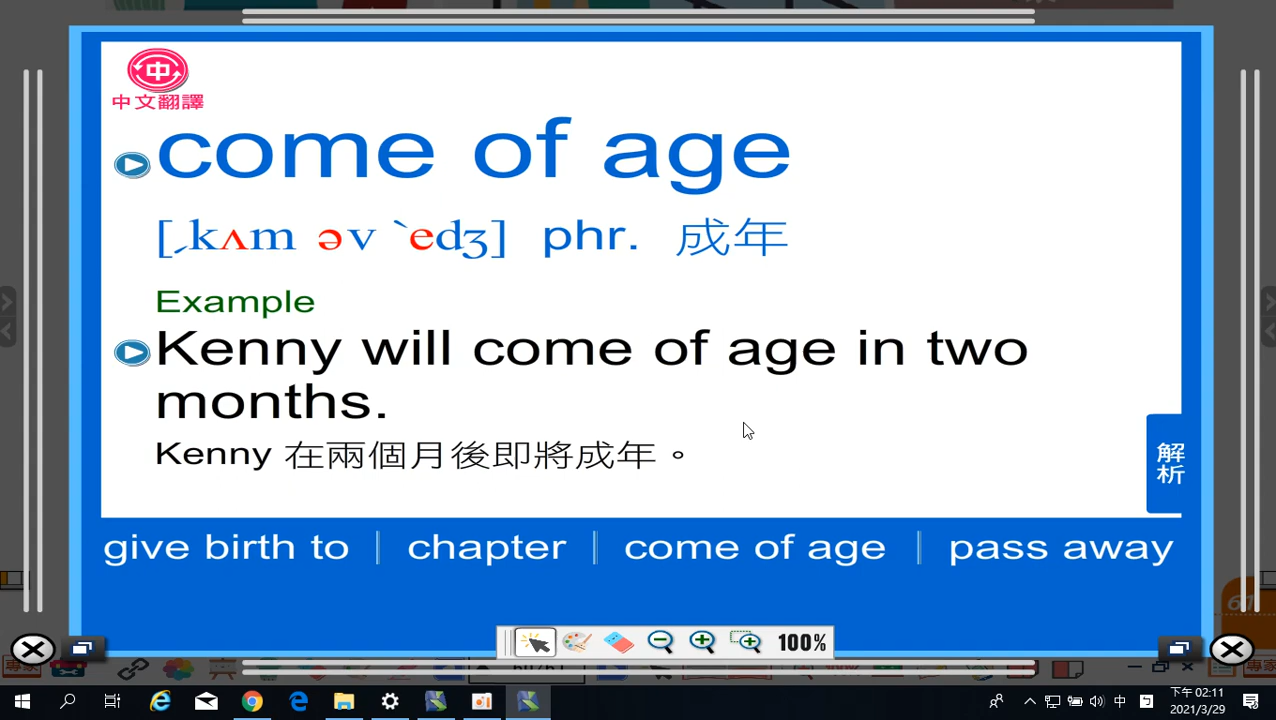 中文翻譯
come of age
[ˏkʌm əv ˋedʒ] phr. 成年
Example
Kenny will come of age in two
months.
Kenny 在兩個月後即將成年。
解析
give birth to | chapter | come of age | pass away
100%
下午 02:11
中
2021/3/29